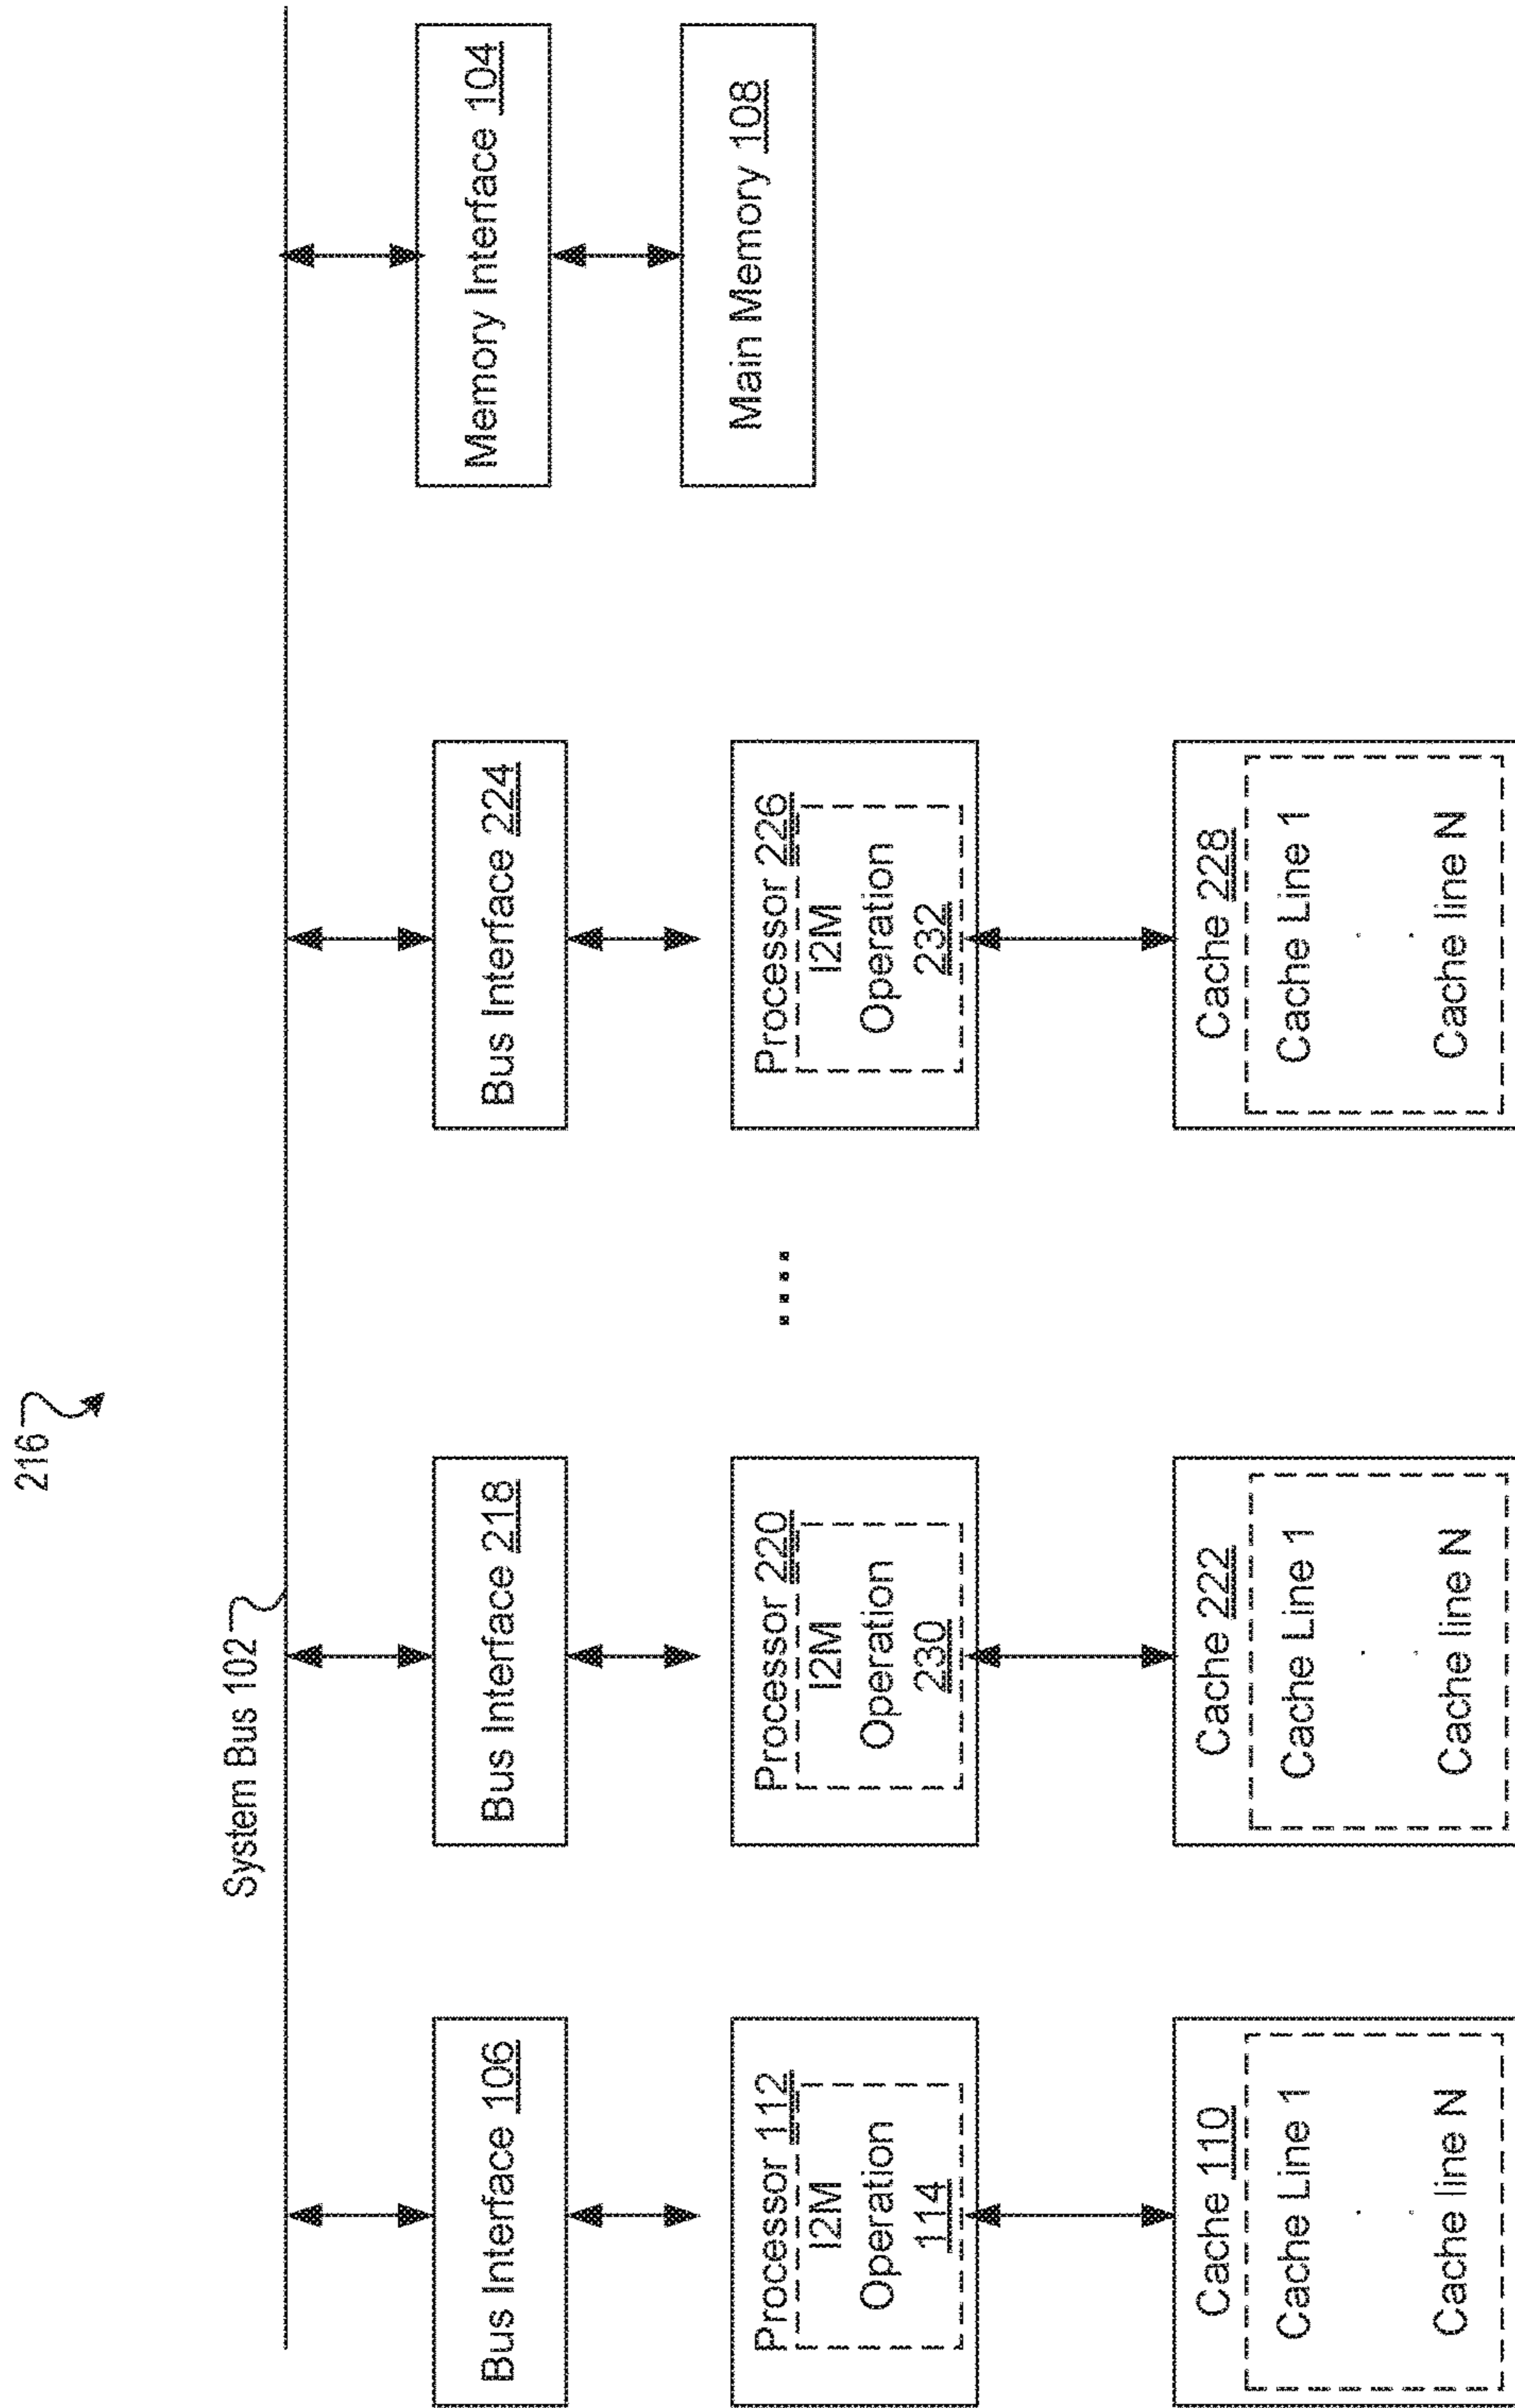 216
System Bus 102
Bus Interface 106
Bus Interface 218
Bus Interface 224
Memory Interface 104
Processor 112
I2M
Operation
114
Processor 220
I2M
Operation
230
....
Processor 226
I2M
Operation
232
Main Memory 108
Cache 110
Cache Line 1
Cache line N
Cache 222
Cache Line 1
Cache line N
Cache 228
Cache Line 1
Cache line N